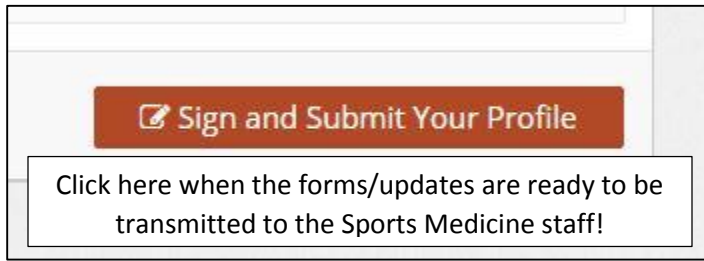 Sign and Submit Your Profile
Click here when the forms/updates are ready to be
transmitted to the Sports Medicine staff!